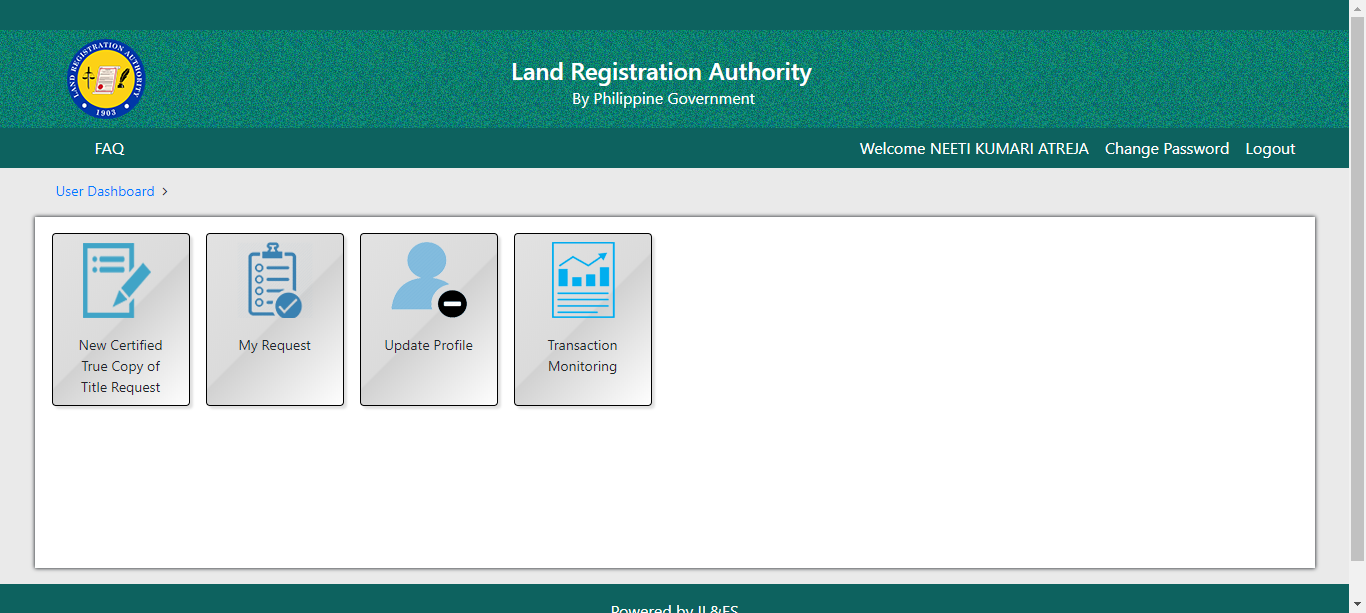 LAND REGISTRATION AUTHORITY
1903
Land Registration Authority
By Philippine Government
FAQ
Welcome NEETI KUMARI ATREJA Change Password Logout
User Dashboard >
New Certified
True Copy of
Title Request
My Request
Update Profile
Transaction
Monitoring
Powered by IL&FS